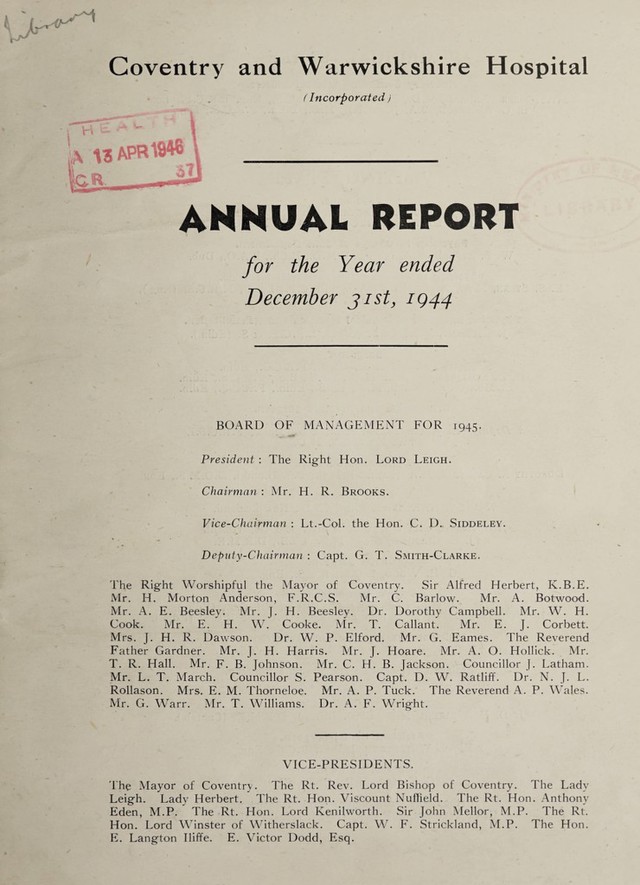 Library
Coventry and Warwickshire Hospital
(Incorporated)
HEALTH
A 13 APR 1946
C.R. 37
LIBRARY
ANNUAL REPORT
for the Year ended
December 31st, 1944
BOARD OF MANAGEMENT FOR 1945.
President : The Right Hon. LORD LEIGH.
Chairman : Mr. H. R. BROOKS.
Vice-Chairman : Lt.-Col. the Hon. C. D. SIDDELEY.
Deputy-Chairman : Capt. G. T. SMITH-CLARKE.
The Right Worshipful the Mayor of Coventry. Sir Alfred Herbert, K.B.E.
Mr. H. Morton Anderson, F.R.C.S. Mr. C. Barlow. Mr. A. Botwood.
Mr. A. E. Beesley. Mr. J. H. Beesley. Dr. Dorothy Campbell. Mr. W. H.
Cook. Mr. E. H. W. Cooke. Mr. T. Callant. Mr. E. J. Corbett.
Mrs. J. H. R. Dawson. Dr. W. P. Elford. Mr. G. Eames. The Reverend
Father Gardner. Mr. J. H. Harris. Mr. J. Hoare. Mr. A. O. Hollick. Mr.
T. R. Hall. Mr. F. B. Johnson. Mr. C. H. B. Jackson. Councillor J. Latham.
Mr. L. T. March. Councillor S. Pearson. Capt. D. W. Ratliff. Dr. N. J. L.
Rollason. Mrs. E. M. Thorneloe. Mr. A. P. Tuck. The Reverend A. P. Wales.
Mr. G. Warr. Mr. T. Williams. Dr. A. F. Wright.
VICE-PRESIDENTS.
The Mayor of Coventry. The Rt. Rev. Lord Bishop of Coventry. The Lady
Leigh. Lady Herbert. The Rt. Hon. Viscount Nuffield. The Rt. Hon. Anthony
Eden, M.P. The Rt. Hon. Lord Kenilworth. Sir John Mellor, M.P. The Rt.
Hon. Lord Winster of Witherslack. Capt. W. F. Strickland, M.P. The Hon.
E. Langton Iliffe. E. Victor Dodd, Esq.